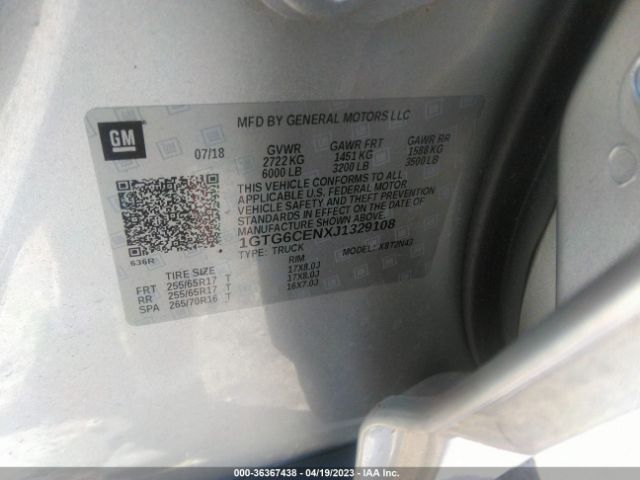 GM
MFD BY GENERAL MOTORS LLC
07/18
GVWR GAWR FRT GAWR RR
2722 KG 1451 KG 1588 KG
6000 LB 3200 LB 3500 LB
THIS VEHICLE CONFORMS TO ALL
APPLICABLE U.S. FEDERAL MOTOR
VEHICLE SAFETY AND THEFT PREVENTION
STANDARDS IN EFFECT ON THE DATE OF
MANUFACTURE SHOWN ABOVE.
1GTG6CENXJ1329108
TYPE: TRUCK MODEL: X872N43
636R
TIRE SIZE RIM
FRT 255/65R17 T 17X8.0J
RR 255/65R17 T 17X8.0J
SPA 265/70R16 T 16X7.0J
000-36367438 - 04/19/2023 - IAA Inc.